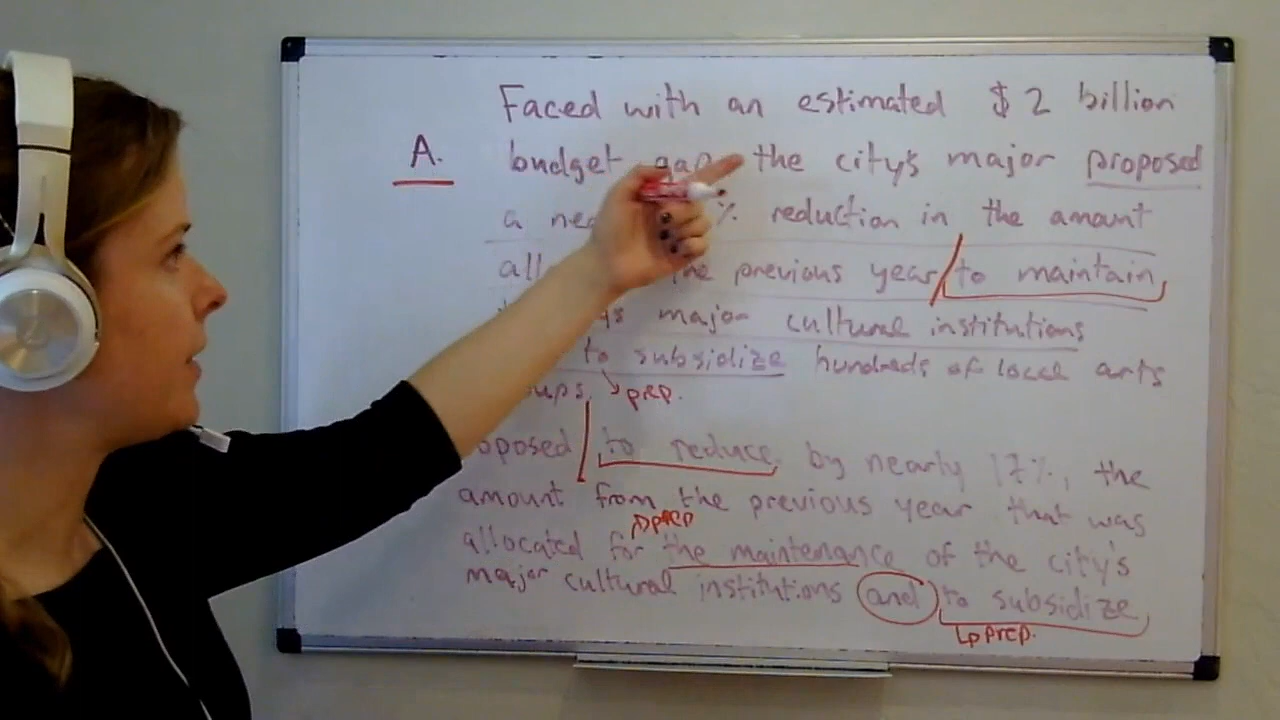 Faced with an estimated $ 2 billion
A. budget gap the city's major proposed
a % reduction in the amount
the previous year to maintain
major cultural institutions
to subsidize hundreds of local arts
prep.
to reduce by nearly 17%, the
amount from the previous year that was
prep
allocated for the maintenance of the city's
major cultural institutions and to subsidize
prep.